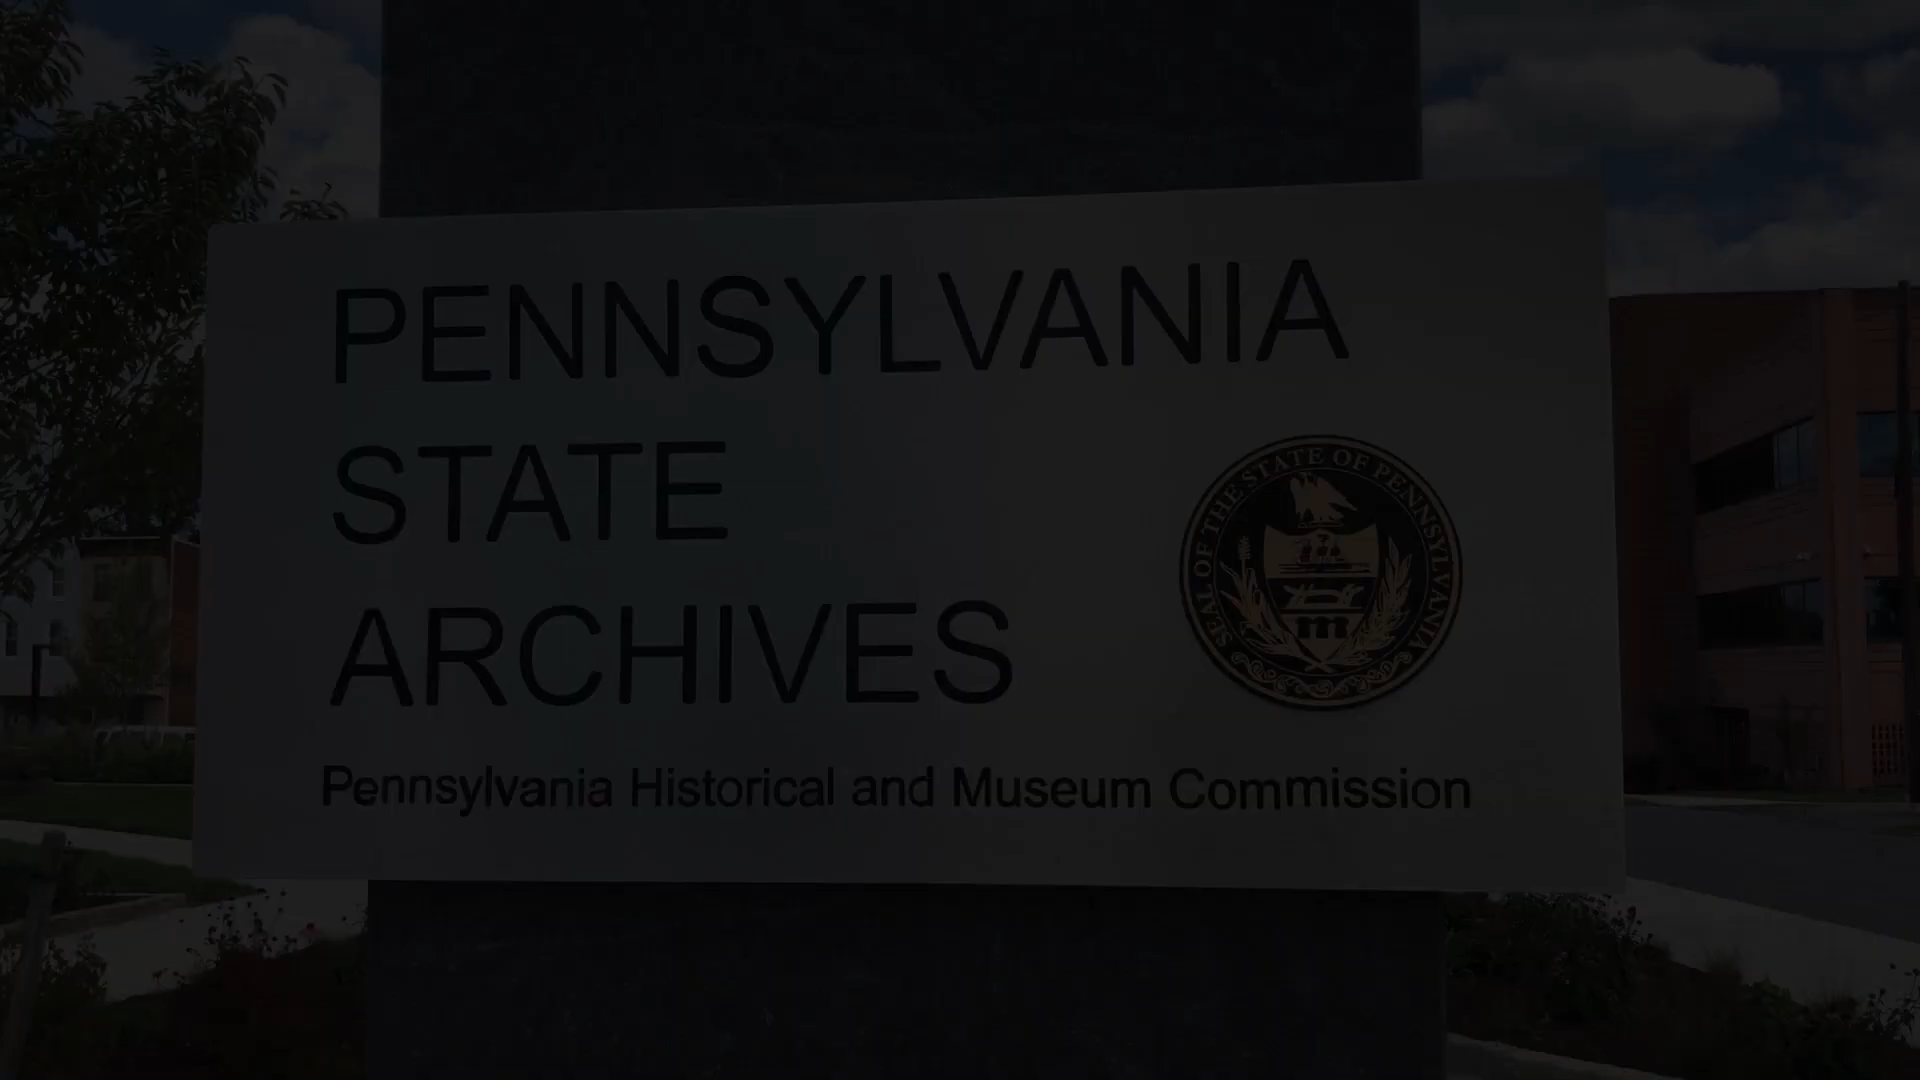 PENNSYLVANIA
STATE
ARCHIVES
SEAL OF THE STATE OF PENNSYLVANIA
Pennsylvania Historical and Museum Commission